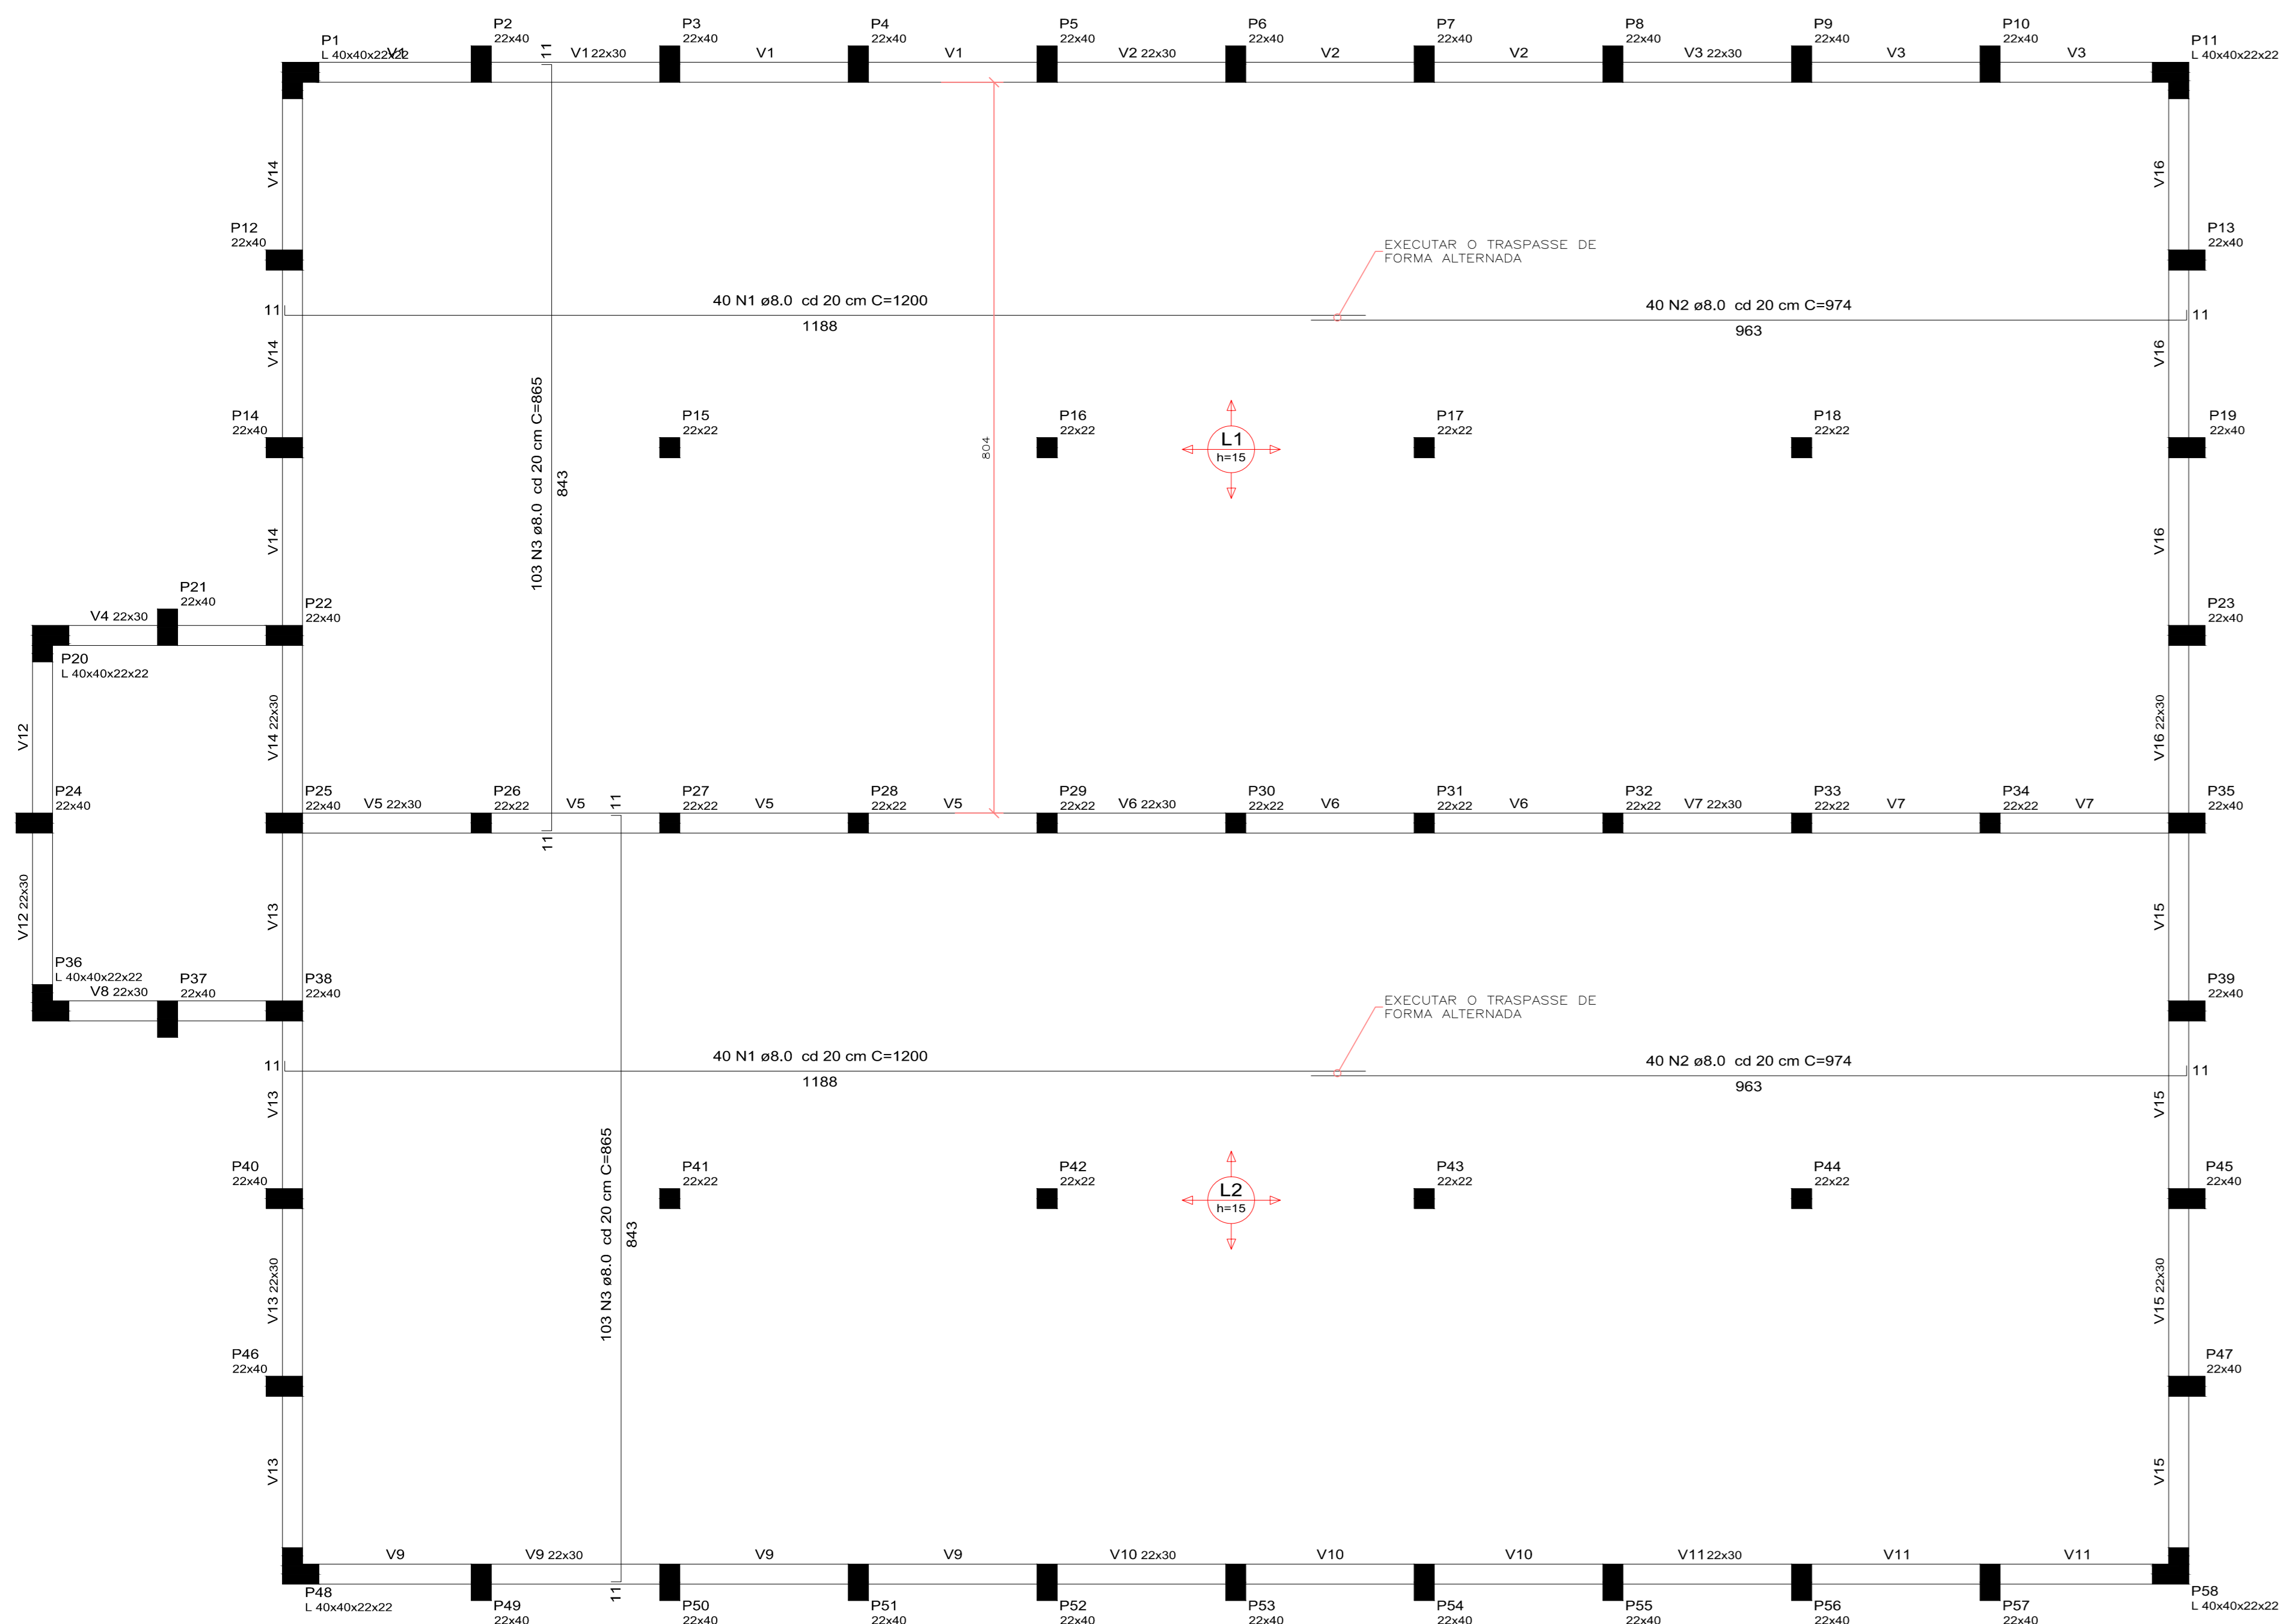 P1
L 40x40x22x22
V1
P2
22x40
11
V1 22x30
P3
22x40
V1
P4
22x40
V1
P5
22x40
V2 22x30
P6
22x40
V2
P7
22x40
V2
P8
22x40
V3 22x30
P9
22x40
V3
P10
22x40
V3
P11
L 40x40x22x22
V14
V16
P12
22x40
P13
22x40
EXECUTAR O TRASPASSE DE
FORMA ALTERNADA
11
40 N1 ø8.0 cd 20 cm C=1200
1188
40 N2 ø8.0 cd 20 cm C=974
963
11
V14
V16
103 N3 ø8.0 cd 20 cm C=865
843
804
P14
22x40
P15
22x22
P16
22x22
L1
h=15
P17
22x22
P18
22x22
P19
22x40
V14
V16
P21
22x40
V4 22x30
P22
22x40
P23
22x40
P20
L 40x40x22x22
V12
V14 22x30
V16 22x30
P24
22x40
P25
22x40
V5 22x30
P26
22x22
V5
11
11
P27
22x22
V5
P28
22x22
V5
P29
22x22
V6 22x30
P30
22x22
V6
P31
22x22
V6
P32
22x22
V7 22x30
P33
22x22
V7
P34
22x22
V7
P35
22x40
V12 22x30
V13
V15
P36
L 40x40x22x22
V8 22x30
P37
22x40
P38
22x40
P39
22x40
EXECUTAR O TRASPASSE DE
FORMA ALTERNADA
11
40 N1 ø8.0 cd 20 cm C=1200
1188
40 N2 ø8.0 cd 20 cm C=974
963
11
V13
V15
103 N3 ø8.0 cd 20 cm C=865
843
P40
22x40
P41
22x22
P42
22x22
L2
h=15
P43
22x22
P44
22x22
P45
22x40
V13 22x30
V15 22x30
P46
22x40
P47
22x40
V13
V15
V9
V9 22x30
V9
V9
V10 22x30
V10
V10
V11 22x30
V11
V11
11
P48
L 40x40x22x22
P49
22x40
P50
22x40
P51
22x40
P52
22x40
P53
22x40
P54
22x40
P55
22x40
P56
22x40
P57
22x40
P58
L 40x40x22x22